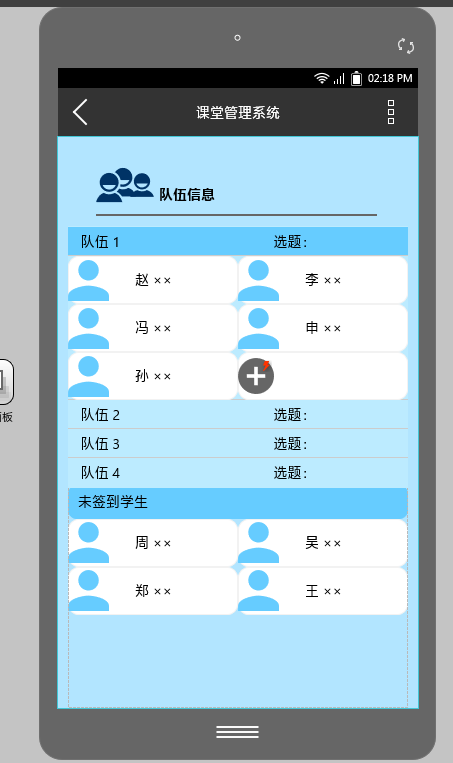 02:18 PM
课堂管理系统
队伍信息
队伍 1 选题：
赵 ×× 李 ××
冯 ×× 申 ××
孙 ××
队伍 2 选题：
队伍 3 选题：
队伍 4 选题：
未签到学生
周 ×× 吴 ××
郑 ×× 王 ××
板